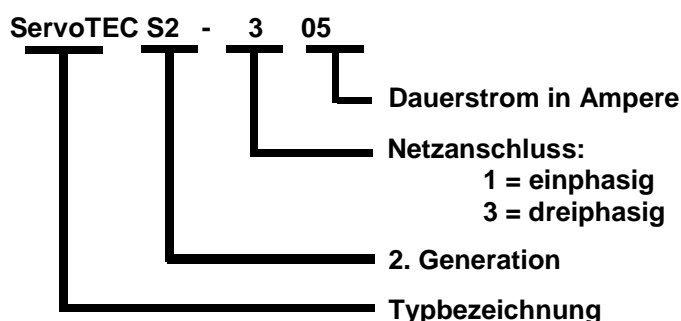 ServoTEC S2 - 3 05
Dauerstrom in Ampere
Netzanschluss:
1 = einphasig
3 = dreiphasig
2. Generation
Typbezeichnung